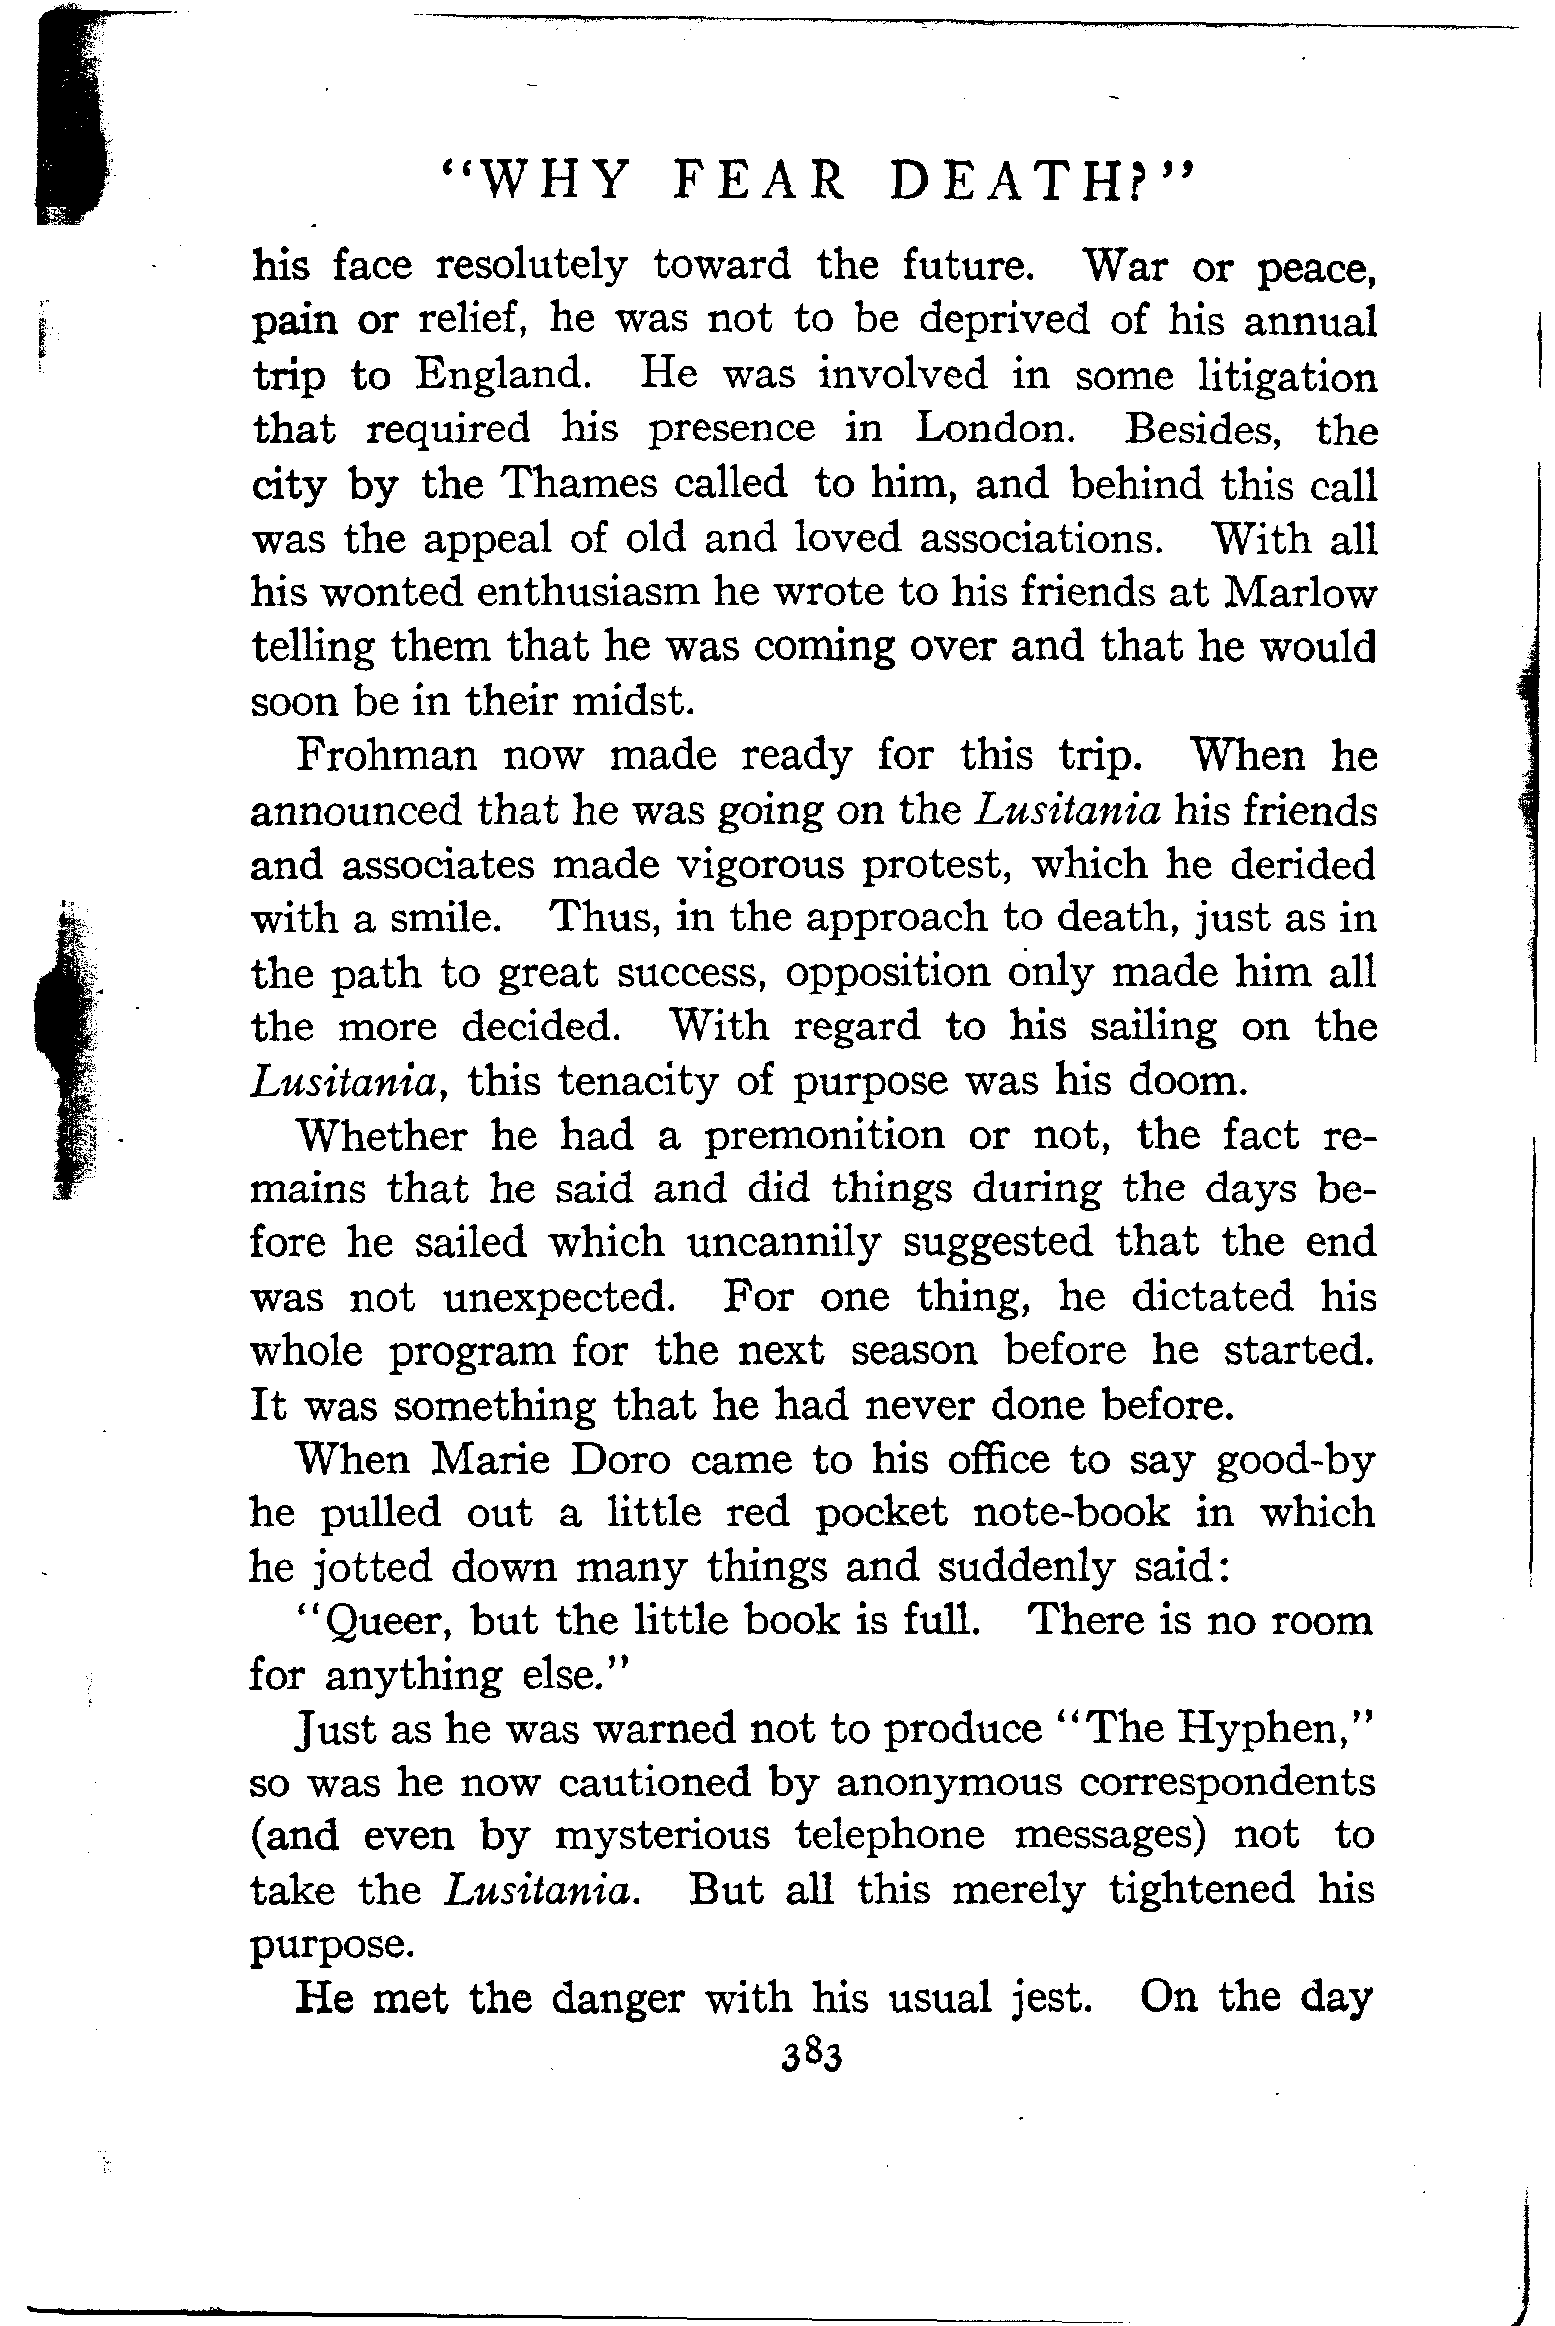 "WHY FEAR DEATH?"
his face resolutely toward the future. War or peace,
pain or relief, he was not to be deprived of his annual
trip to England. He was involved in some litigation
that required his presence in London. Besides, the
city by the Thames called to him, and behind this call
was the appeal of old and loved associations. With all
his wonted enthusiasm he wrote to his friends at Marlow
telling them that he was coming over and that he would
soon be in their midst.
Frohman now made ready for this trip. When he
announced that he was going on the Lusitania his friends
and associates made vigorous protest, which he derided
with a smile. Thus, in the approach to death, just as in
the path to great success, opposition only made him all
the more decided. With regard to his sailing on the
Lusitania, this tenacity of purpose was his doom.
Whether he had a premonition or not, the fact re-
mains that he said and did things during the days be-
fore he sailed which uncannily suggested that the end
was not unexpected. For one thing, he dictated his
whole program for the next season before he started.
It was something that he had never done before.
When Marie Doro came to his office to say good-by
he pulled out a little red pocket note-book in which
he jotted down many things and suddenly said:
"Queer, but the little book is full. There is no room
for anything else."
Just as he was warned not to produce "The Hyphen,"
so was he now cautioned by anonymous correspondents
(and even by mysterious telephone messages) not to
take the Lusitania. But all this merely tightened his
purpose.
He met the danger with his usual jest. On the day
383